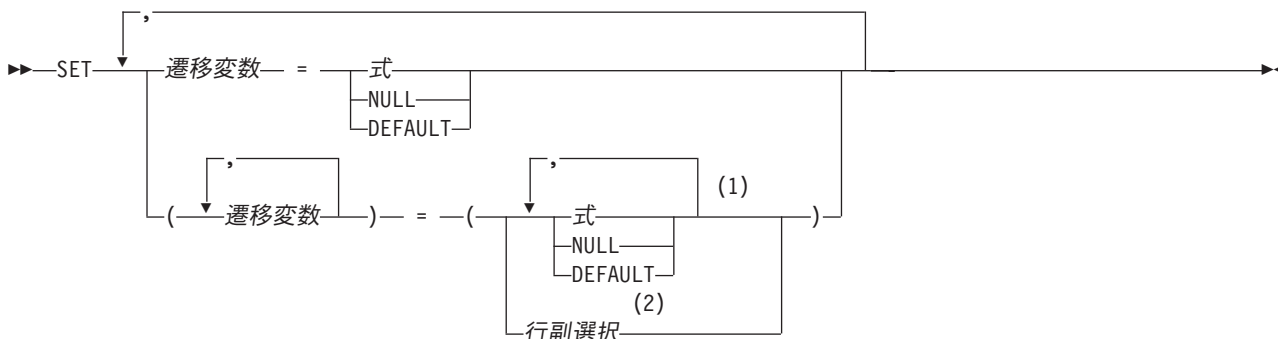 ,
SET 遷移変数 = 式
NULL
DEFAULT
, ,
(1)
( 遷移変数 ) = ( 式 )
NULL
DEFAULT
(2)
行副選択